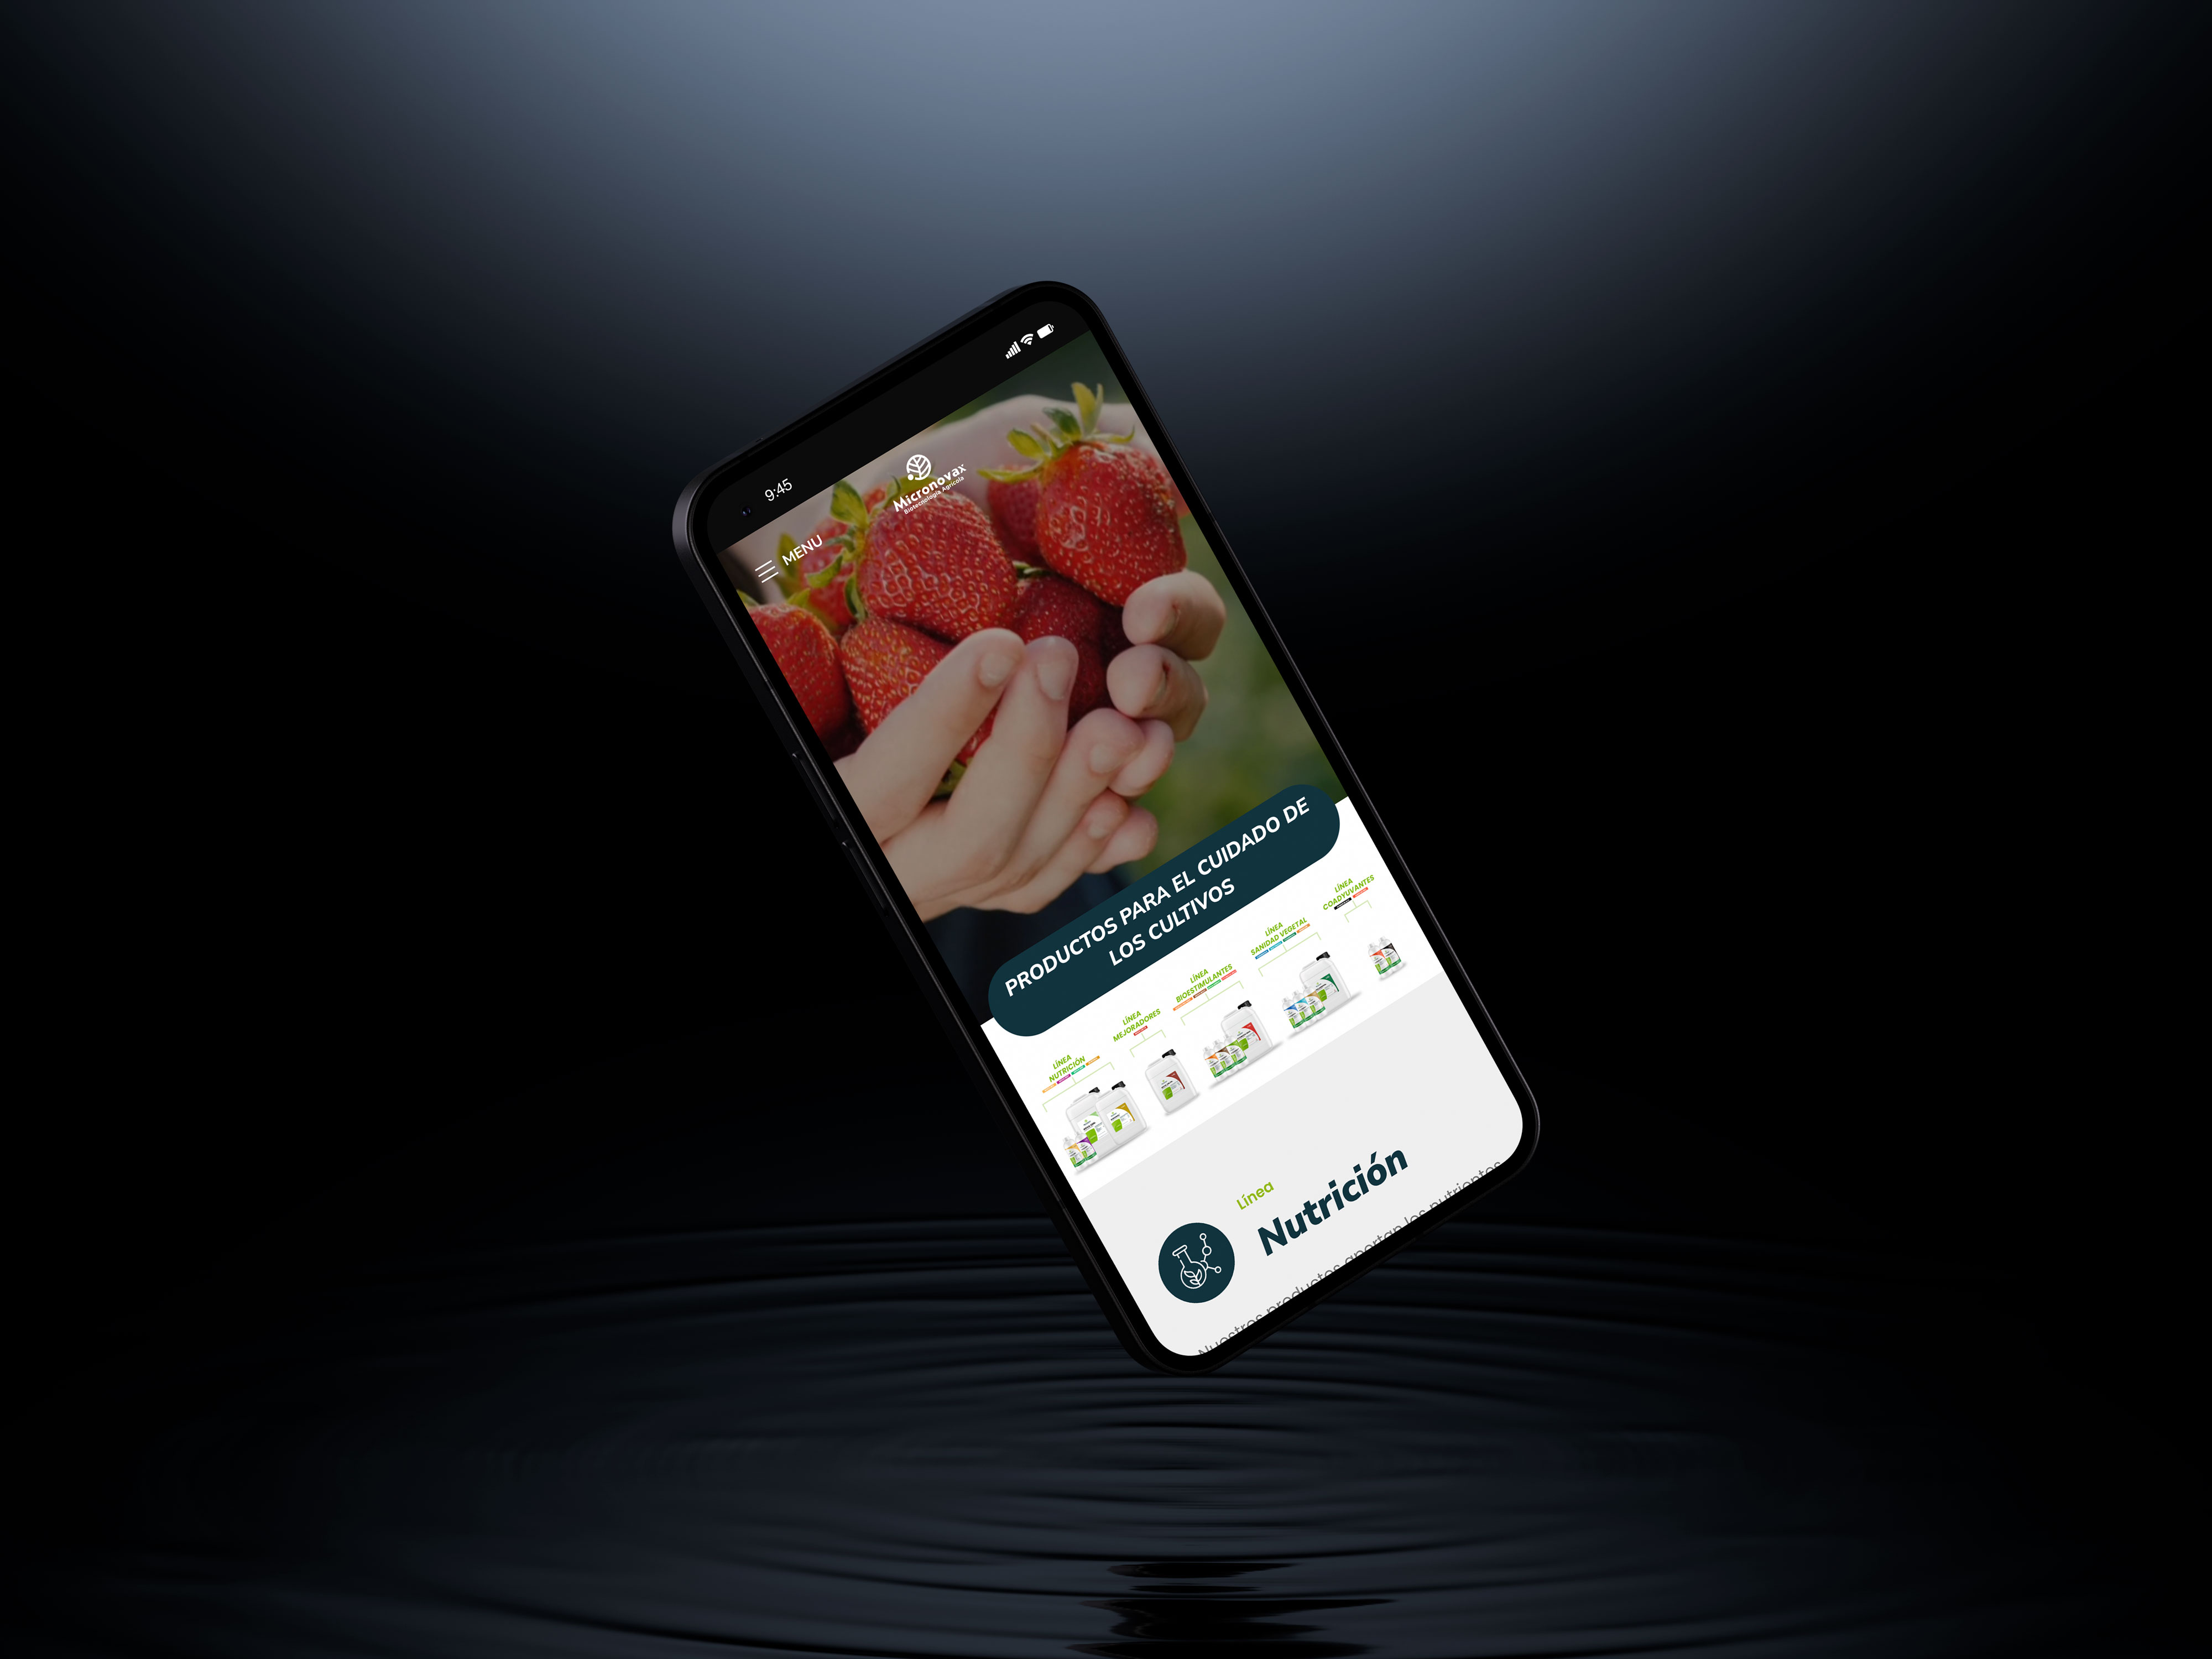 9:45
MENU
Micronovax
Biotecnología Agrícola
PRODUCTOS PARA EL CUIDADO DE
LOS CULTIVOS
LÍNEA
NUTRICIÓN
LÍNEA
MEJORADORES
LÍNEA
BIOESTIMULANTES
LÍNEA
SANIDAD VEGETAL
LÍNEA
COADYUVANTES
Línea
Nutrición
Nuestros productos aportan los nutrientes